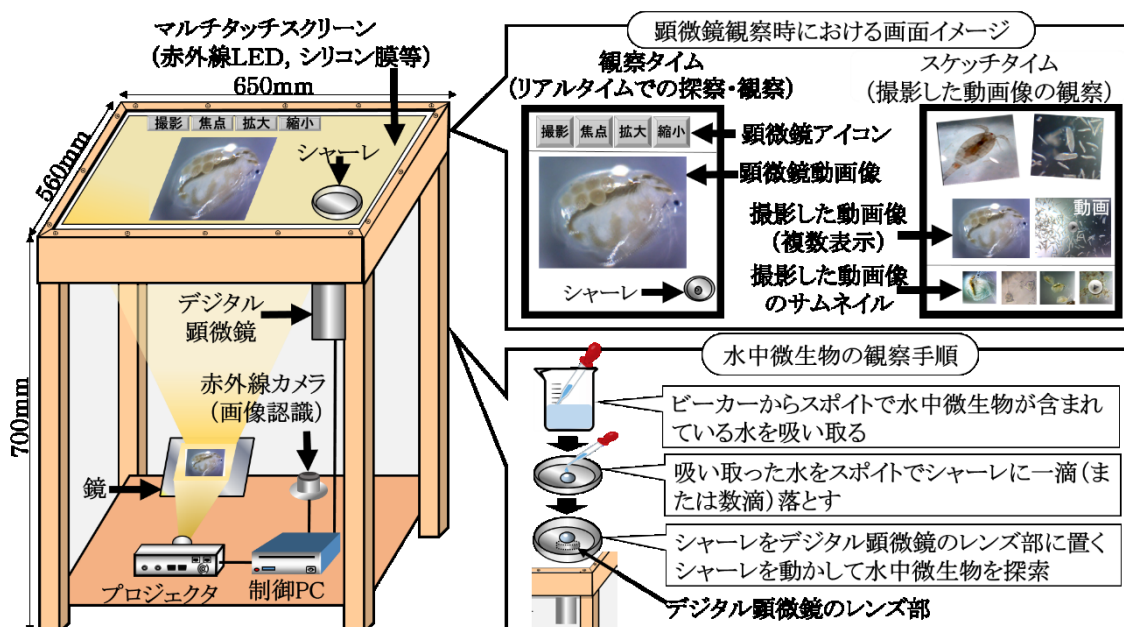 マルチタッチスクリーン
（赤外線LED, シリコン膜等）
650mm
560mm
700mm
撮影 焦点 拡大 縮小
シャーレ
デジタル
顕微鏡
赤外線カメラ
（画像認識）
鏡
プロジェクタ
制御PC
顕微鏡観察時における画面イメージ
観察タイム
（リアルタイムでの探察・観察）
スケッチタイム
（撮影した動画像の観察）
撮影 焦点 拡大 縮小
顕微鏡アイコン
顕微鏡動画像
シャーレ
撮影した動画像
（複数表示）
動画
撮影した動画像
のサムネイル
水中微生物の観察手順
ビーカーからスポイトで水中微生物が含まれ
ている水を吸い取る
吸い取った水をスポイトでシャーレに一滴（ま
たは数滴）落とす
シャーレをデジタル顕微鏡のレンズ部に置く
シャーレを動かして水中微生物を探索
デジタル顕微鏡のレンズ部